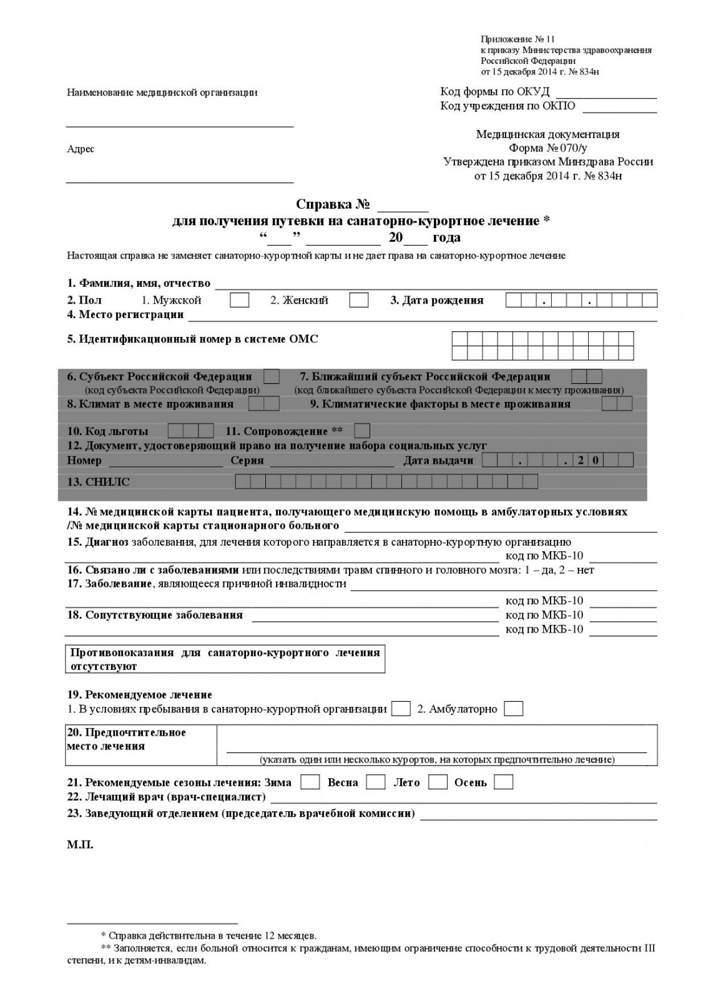 Приложение № 11
к приказу Министерства здравоохранения
Российской Федерации
от 15 декабря 2014 г. № 834н
Наименование медицинской организации
Код формы по ОКУД
Код учреждения по ОКПО
Адрес
Медицинская документация
Форма № 070/у
Утверждена приказом Минздрава России
от 15 декабря 2014 г. № 834н
Справка № ______
для получения путевки на санаторно-курортное лечение *
“___” __________ 20___ года
Настоящая справка не заменяет санаторно-курортной карты и не дает права на санаторно-курортное лечение
1. Фамилия, имя, отчество
2. Пол 1. Мужской 2. Женский 3. Дата рождения . .
4. Место регистрации
5. Идентификационный номер в системе ОМС
6. Субъект Российской Федерации 7. Ближайший субъект Российской Федерации
(код субъекта Российской Федерации) (код ближайшего субъекта Российской Федерации к месту проживания)
8. Климат в месте проживания 9. Климатические факторы в месте проживания
10. Код льготы 11. Сопровождение **
12. Документ, удостоверяющий право на получение набора социальных услуг
Номер Серия Дата выдачи . . 2 0
13. СНИЛС
14. № медицинской карты пациента, получающего медицинскую помощь в амбулаторных условиях
/№ медицинской карты стационарного больного
15. Диагноз заболевания, для лечения которого направляется в санаторно-курортную организацию
код по МКБ-10
16. Связано ли с заболеваниями или последствиями травм спинного и головного мозга: 1 – да, 2 – нет
17. Заболевание, являющееся причиной инвалидности
код по МКБ-10
18. Сопутствующие заболевания код по МКБ-10
код по МКБ-10
Противопоказания для санаторно-курортного лечения
отсутствуют
19. Рекомендуемое лечение
1. В условиях пребывания в санаторно-курортной организации 2. Амбулаторно
20. Предпочтительное
место лечения
(указать один или несколько курортов, на которых предпочтительно лечение)
21. Рекомендуемые сезоны лечения: Зима Весна Лето Осень
22. Лечащий врач (врач-специалист)
23. Заведующий отделением (председатель врачебной комиссии)
М.П.
* Справка действительна в течение 12 месяцев.
** Заполняется, если больной относится к гражданам, имеющим ограничение способности к трудовой деятельности III
степени, и к детям-инвалидам.